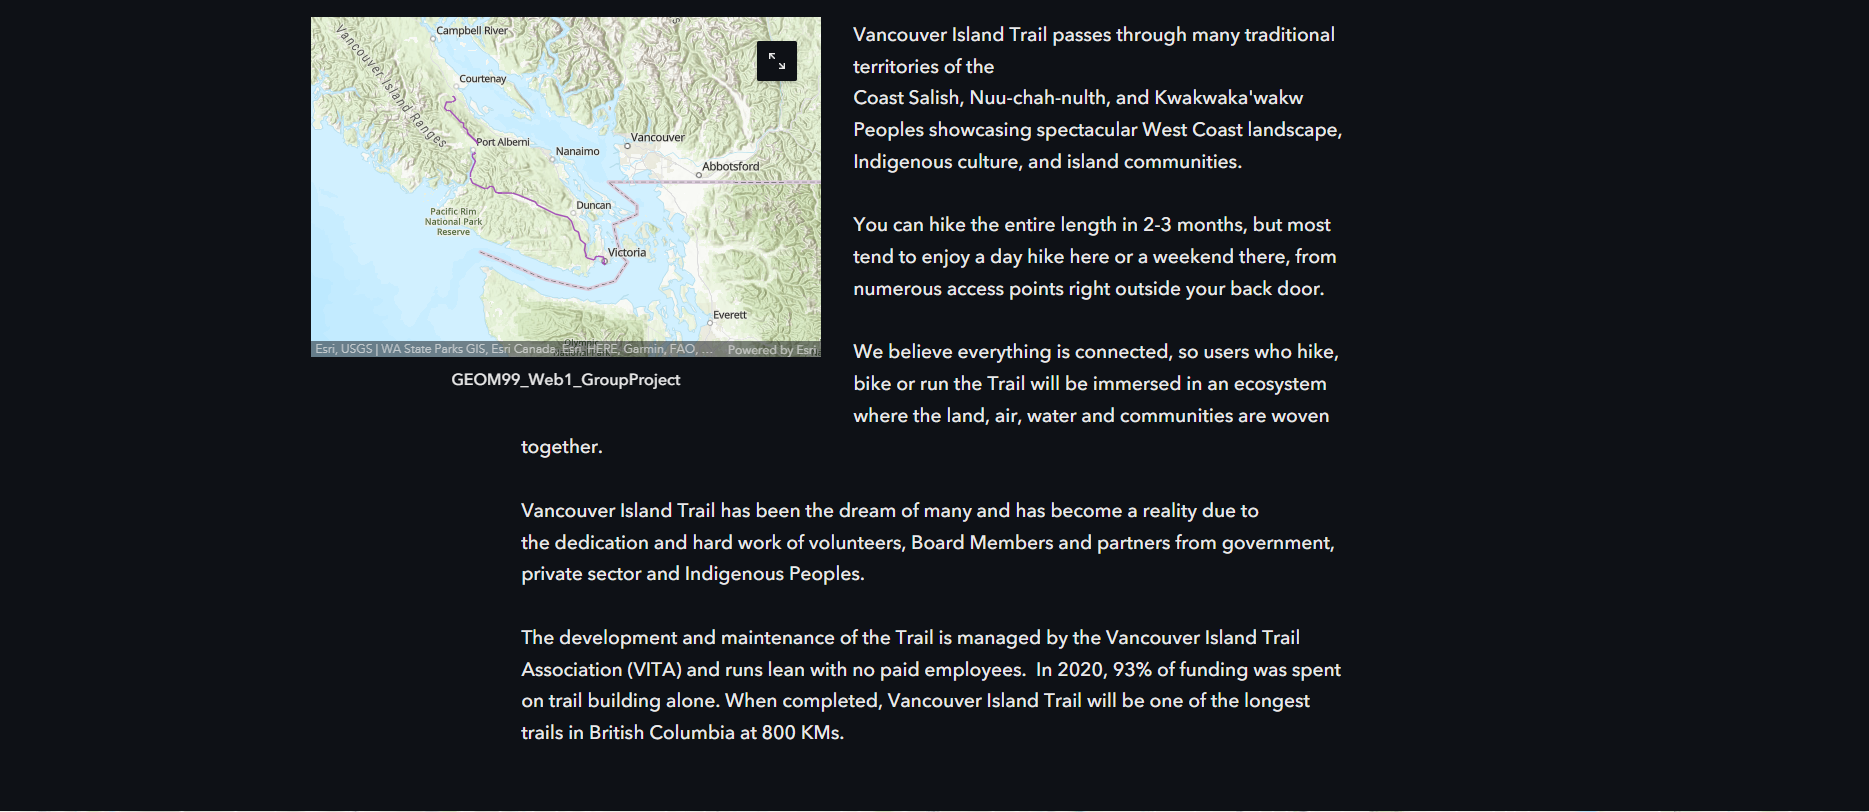 Campbell River
Vancouver Island Ranges
Courtenay
Port Alberni
Nanaimo
Vancouver
Abbotsford
Pacific Rim
National Park
Reserve
Duncan
Victoria
Everett
Esri, USGS | WA State Parks GIS, Esri Canada, Esri, HERE, Garmin, FAO, ...
Powered by Esri
GEOM99_Web1_GroupProject
Vancouver Island Trail passes through many traditional
territories of the
Coast Salish, Nuu-chah-nulth, and Kwakwaka'wakw
Peoples showcasing spectacular West Coast landscape,
Indigenous culture, and island communities.
You can hike the entire length in 2-3 months, but most
tend to enjoy a day hike here or a weekend there, from
numerous access points right outside your back door.
We believe everything is connected, so users who hike,
bike or run the Trail will be immersed in an ecosystem
where the land, air, water and communities are woven
together.
Vancouver Island Trail has been the dream of many and has become a reality due to
the dedication and hard work of volunteers, Board Members and partners from government,
private sector and Indigenous Peoples.
The development and maintenance of the Trail is managed by the Vancouver Island Trail
Association (VITA) and runs lean with no paid employees.  In 2020, 93% of funding was spent
on trail building alone. When completed, Vancouver Island Trail will be one of the longest
trails in British Columbia at 800 KMs.